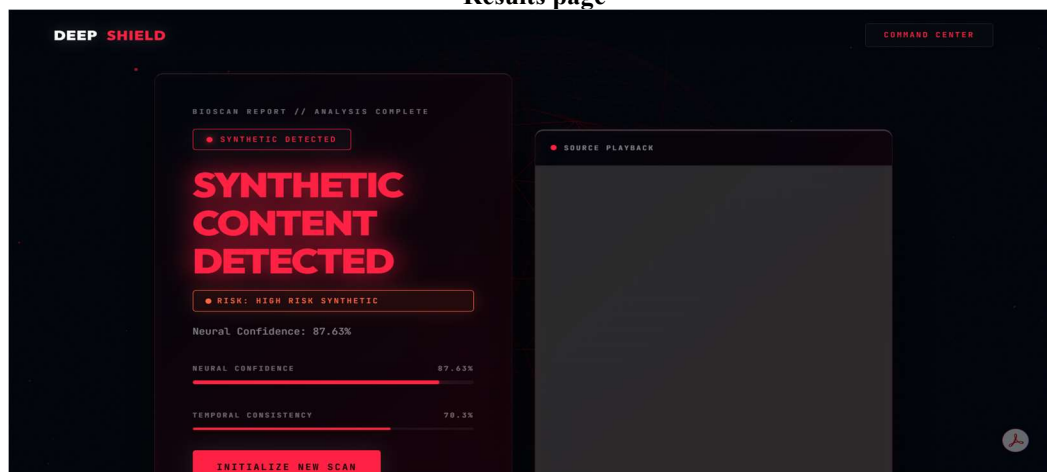 Results page
DEEP SHIELD
COMMAND CENTER
BIOSCAN REPORT // ANALYSIS COMPLETE
SYNTHETIC DETECTED
SOURCE PLAYBACK
SYNTHETIC
CONTENT
DETECTED
RISK: HIGH RISK SYNTHETIC
Neural Confidence: 87.63%
NEURAL CONFIDENCE 87.63%
TEMPORAL CONSISTENCY 70.3%
INITIALIZE NEW SCAN